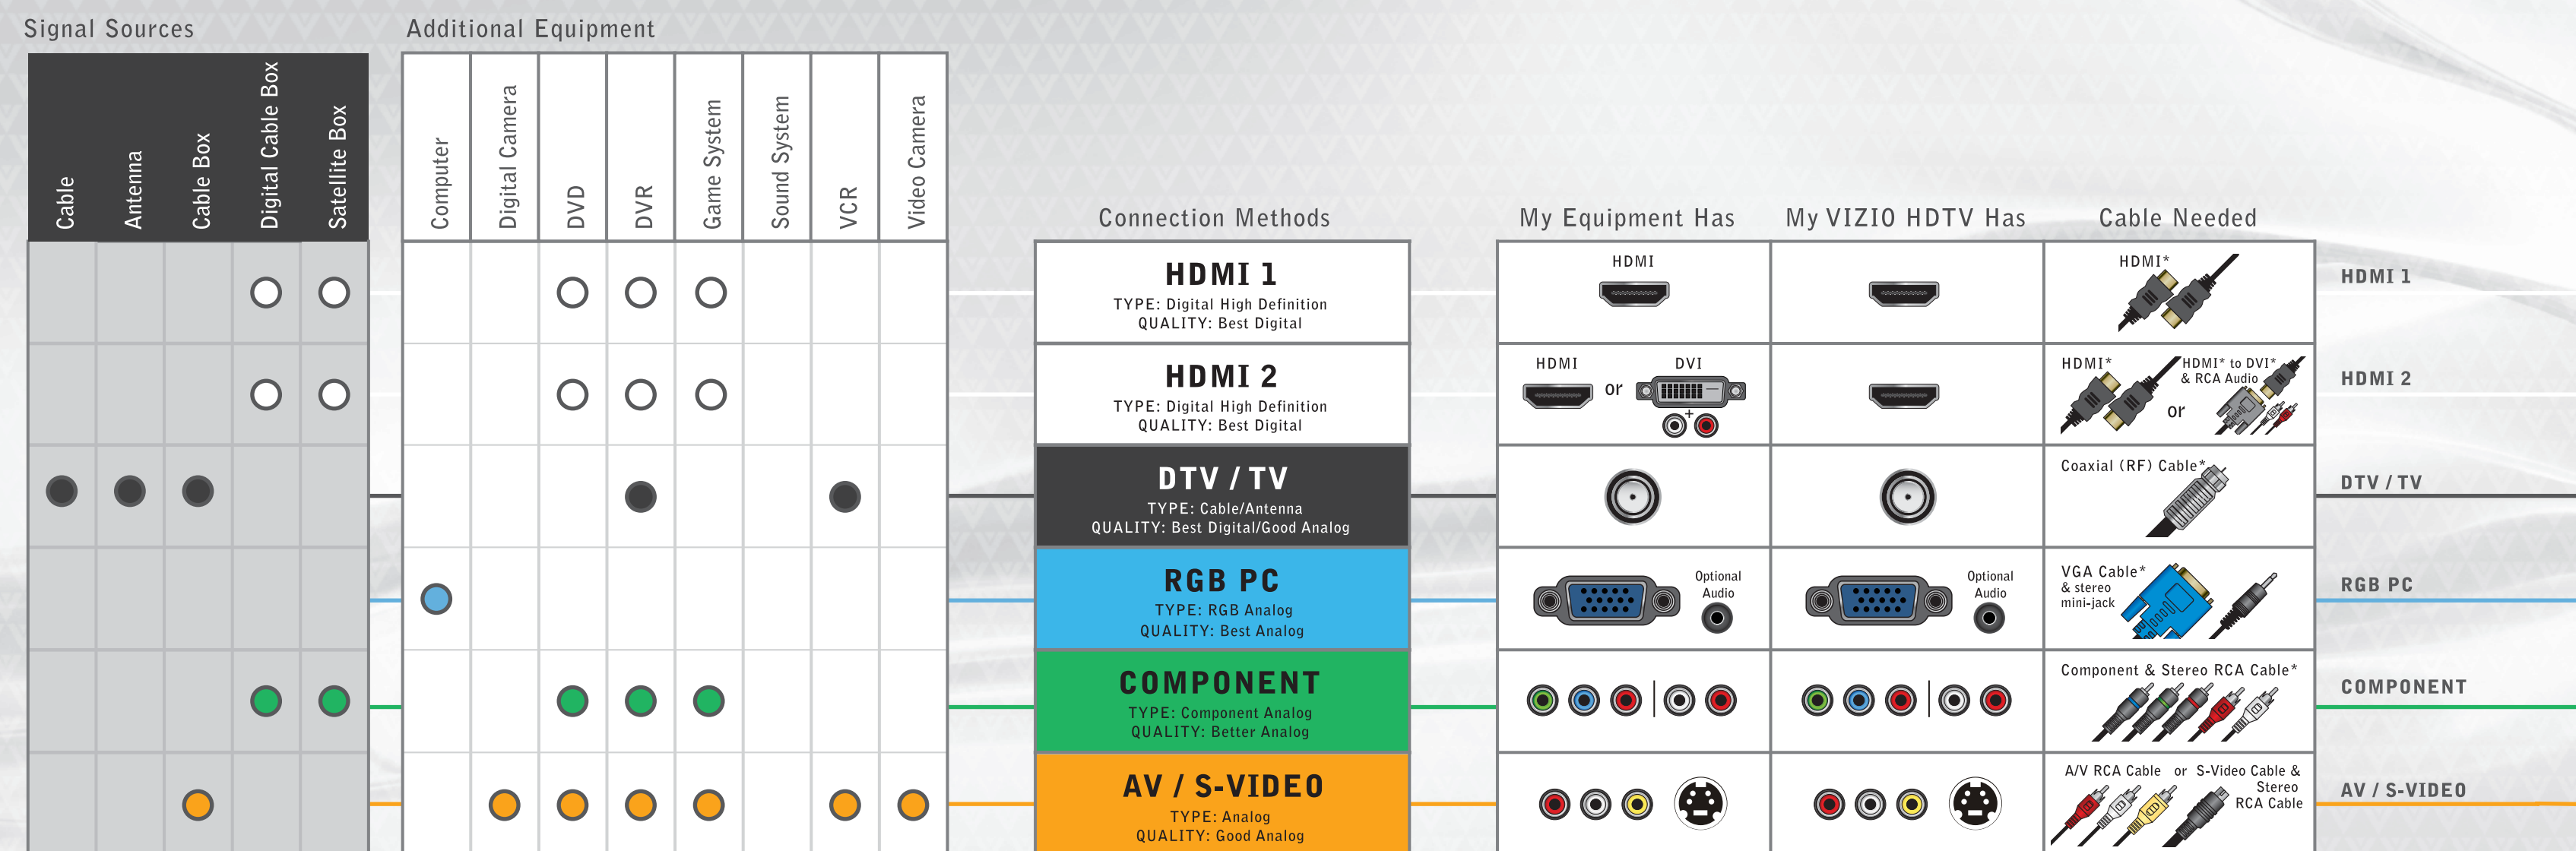 Signal Sources
Additional Equipment
Cable
Antenna
Cable Box
Digital Cable Box
Satellite Box
Computer
Digital Camera
DVD
DVR
Game System
Sound System
VCR
Video Camera
Connection Methods
My Equipment Has
My VIZIO HDTV Has
Cable Needed
HDMI 1
TYPE: Digital High Definition
QUALITY: Best Digital
HDMI
HDMI*
HDMI 1
HDMI 2
TYPE: Digital High Definition
QUALITY: Best Digital
HDMI
or
DVI
+
HDMI*
or
HDMI* to DVI*
& RCA Audio
HDMI 2
DTV / TV
TYPE: Cable/Antenna
QUALITY: Best Digital/Good Analog
Coaxial (RF) Cable*
DTV / TV
RGB PC
TYPE: RGB Analog
QUALITY: Best Analog
Optional
Audio
Optional
Audio
VGA Cable*
& stereo
mini-jack
RGB PC
COMPONENT
TYPE: Component Analog
QUALITY: Better Analog
Component & Stereo RCA Cable*
COMPONENT
AV / S-VIDEO
TYPE: Analog
QUALITY: Good Analog
A/V RCA Cable or S-Video Cable &
Stereo
RCA Cable
AV / S-VIDEO